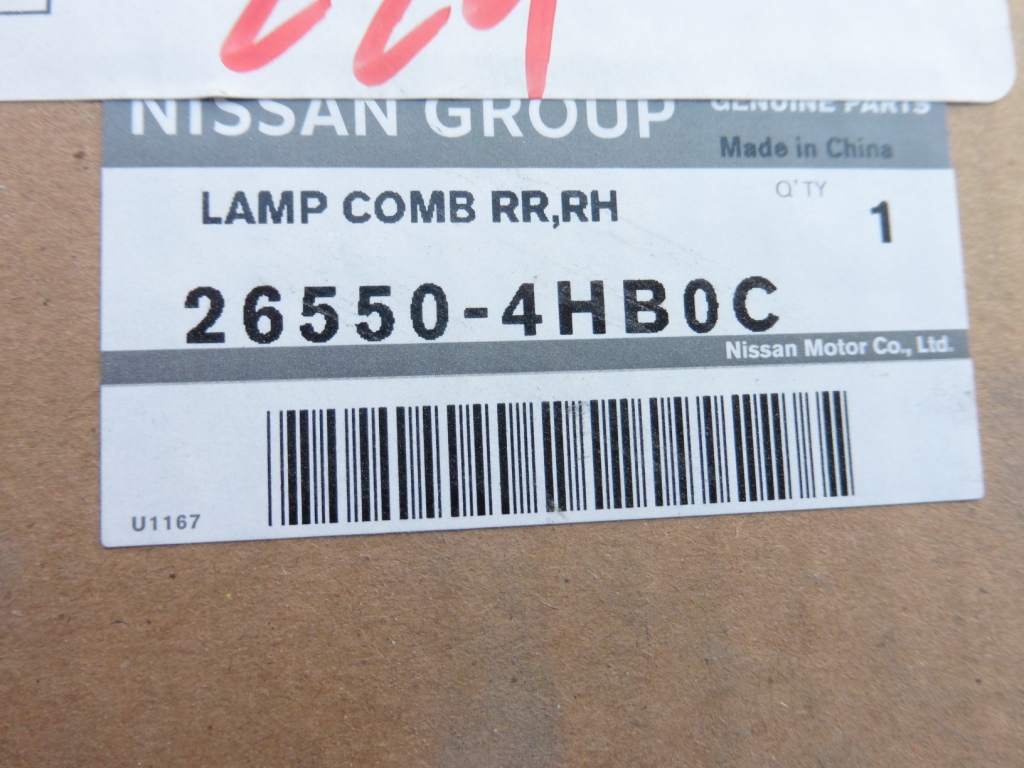 NISSAN GROUP GENUINE PARTS
Made in China
LAMP COMB RR,RH Q'TY 1
26550-4HB0C
Nissan Motor Co., Ltd.
U1167